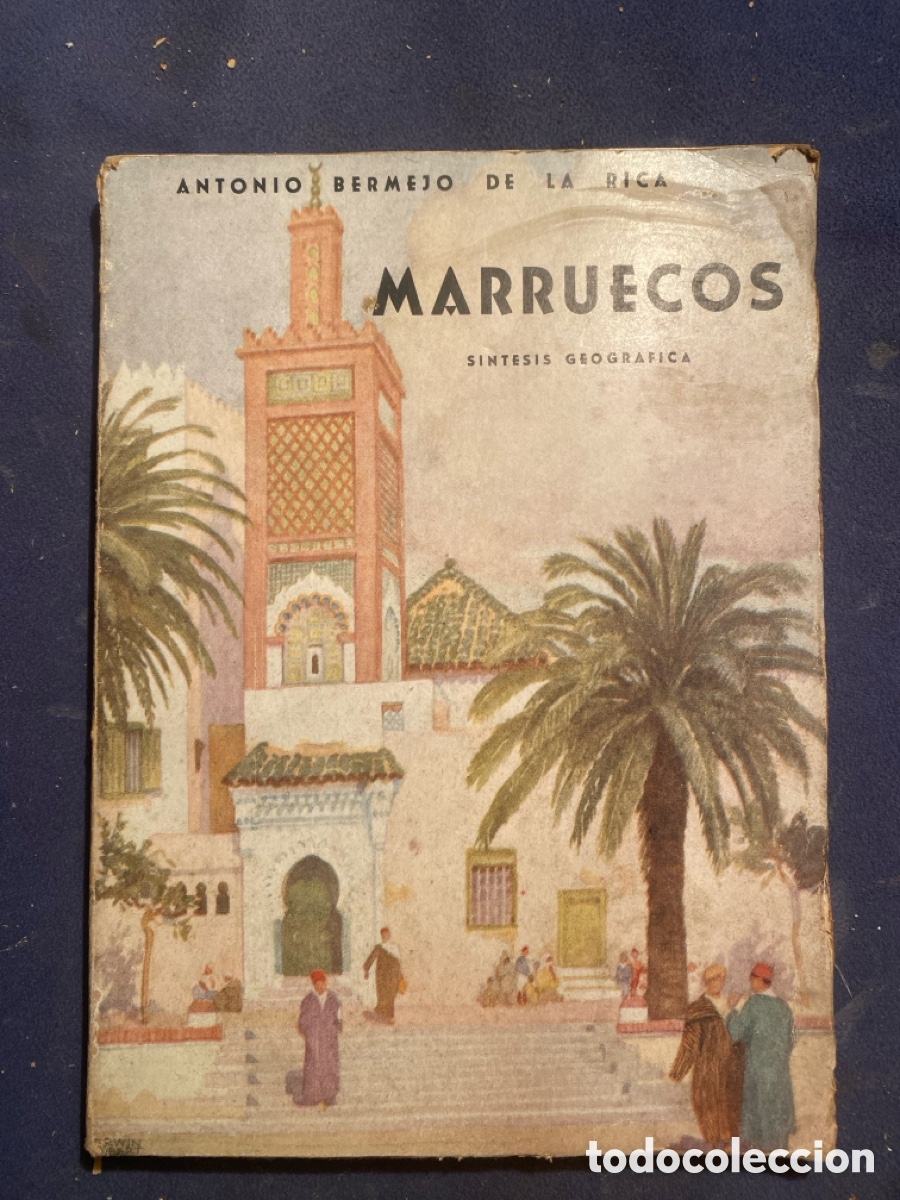 ANTONIO BERMEJO DE LA RICA
MARRUECOS
SINTESIS GEOGRAFICA
todocoleccion